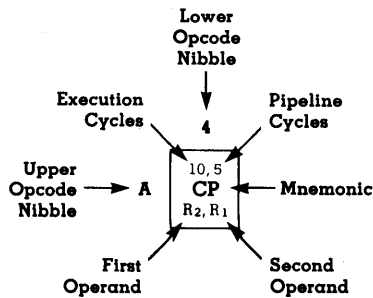 Lower
Opcode
Nibble
Execution
Cycles
Pipeline
Cycles
4
10, 5
Upper
Opcode
Nibble
A
CP
Mnemonic
R2, R1
First
Operand
Second
Operand